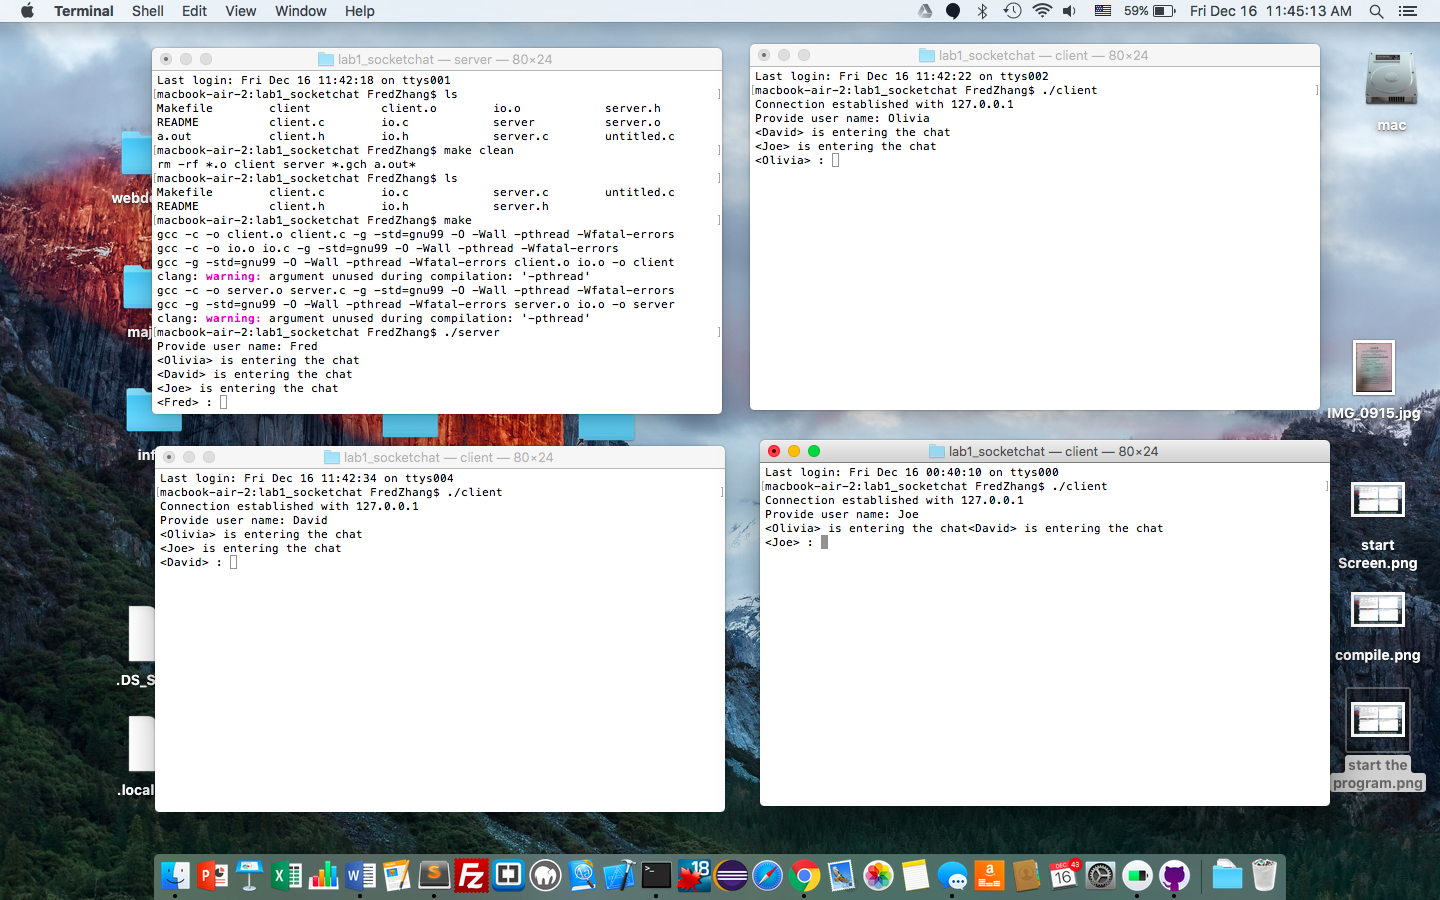 Terminal Shell Edit View Window Help 59% Fri Dec 16 11:45:13 AM
lab1_socketchat — server — 80×24
Last login: Fri Dec 16 11:42:18 on ttys001
[macbook-air-2:lab1_socketchat FredZhang$ ls ]
Makefile client client.o io.o server.h
README client.c io.c server server.o
a.out client.h io.h server.c untitled.c
[macbook-air-2:lab1_socketchat FredZhang$ make clean ]
rm -rf *.o client server *.gch a.out*
[macbook-air-2:lab1_socketchat FredZhang$ ls ]
Makefile client.c io.c server.c untitled.c
README client.h io.h server.h
[macbook-air-2:lab1_socketchat FredZhang$ make ]
gcc -c -o client.o client.c -g -std=gnu99 -O -Wall -pthread -Wfatal-errors
gcc -c -o io.o io.c -g -std=gnu99 -O -Wall -pthread -Wfatal-errors
gcc -g -std=gnu99 -O -Wall -pthread -Wfatal-errors client.o io.o -o client
clang: warning: argument unused during compilation: '-pthread'
gcc -c -o server.o server.c -g -std=gnu99 -O -Wall -pthread -Wfatal-errors
gcc -g -std=gnu99 -O -Wall -pthread -Wfatal-errors server.o io.o -o server
clang: warning: argument unused during compilation: '-pthread'
[macbook-air-2:lab1_socketchat FredZhang$ ./server ]
Provide user name: Fred
<Olivia> is entering the chat
<David> is entering the chat
<Joe> is entering the chat
<Fred> :
lab1_socketchat — client — 80×24
Last login: Fri Dec 16 11:42:22 on ttys002
[macbook-air-2:lab1_socketchat FredZhang$ ./client ]
Connection established with 127.0.0.1
Provide user name: Olivia
<David> is entering the chat
<Joe> is entering the chat
<Olivia> :
lab1_socketchat — client — 80×24
Last login: Fri Dec 16 11:42:34 on ttys004
[macbook-air-2:lab1_socketchat FredZhang$ ./client ]
Connection established with 127.0.0.1
Provide user name: David
<Olivia> is entering the chat
<Joe> is entering the chat
<David> :
lab1_socketchat — client — 80×24
Last login: Fri Dec 16 00:40:10 on ttys000
[macbook-air-2:lab1_socketchat FredZhang$ ./client ]
Connection established with 127.0.0.1
Provide user name: Joe
<Olivia> is entering the chat<David> is entering the chat
<Joe> :
webde
maj
inf
.DS_S
.local
mac
IMG_0915.jpg
start
Screen.png
compile.png
start the
program.png
18
DEC 43
16